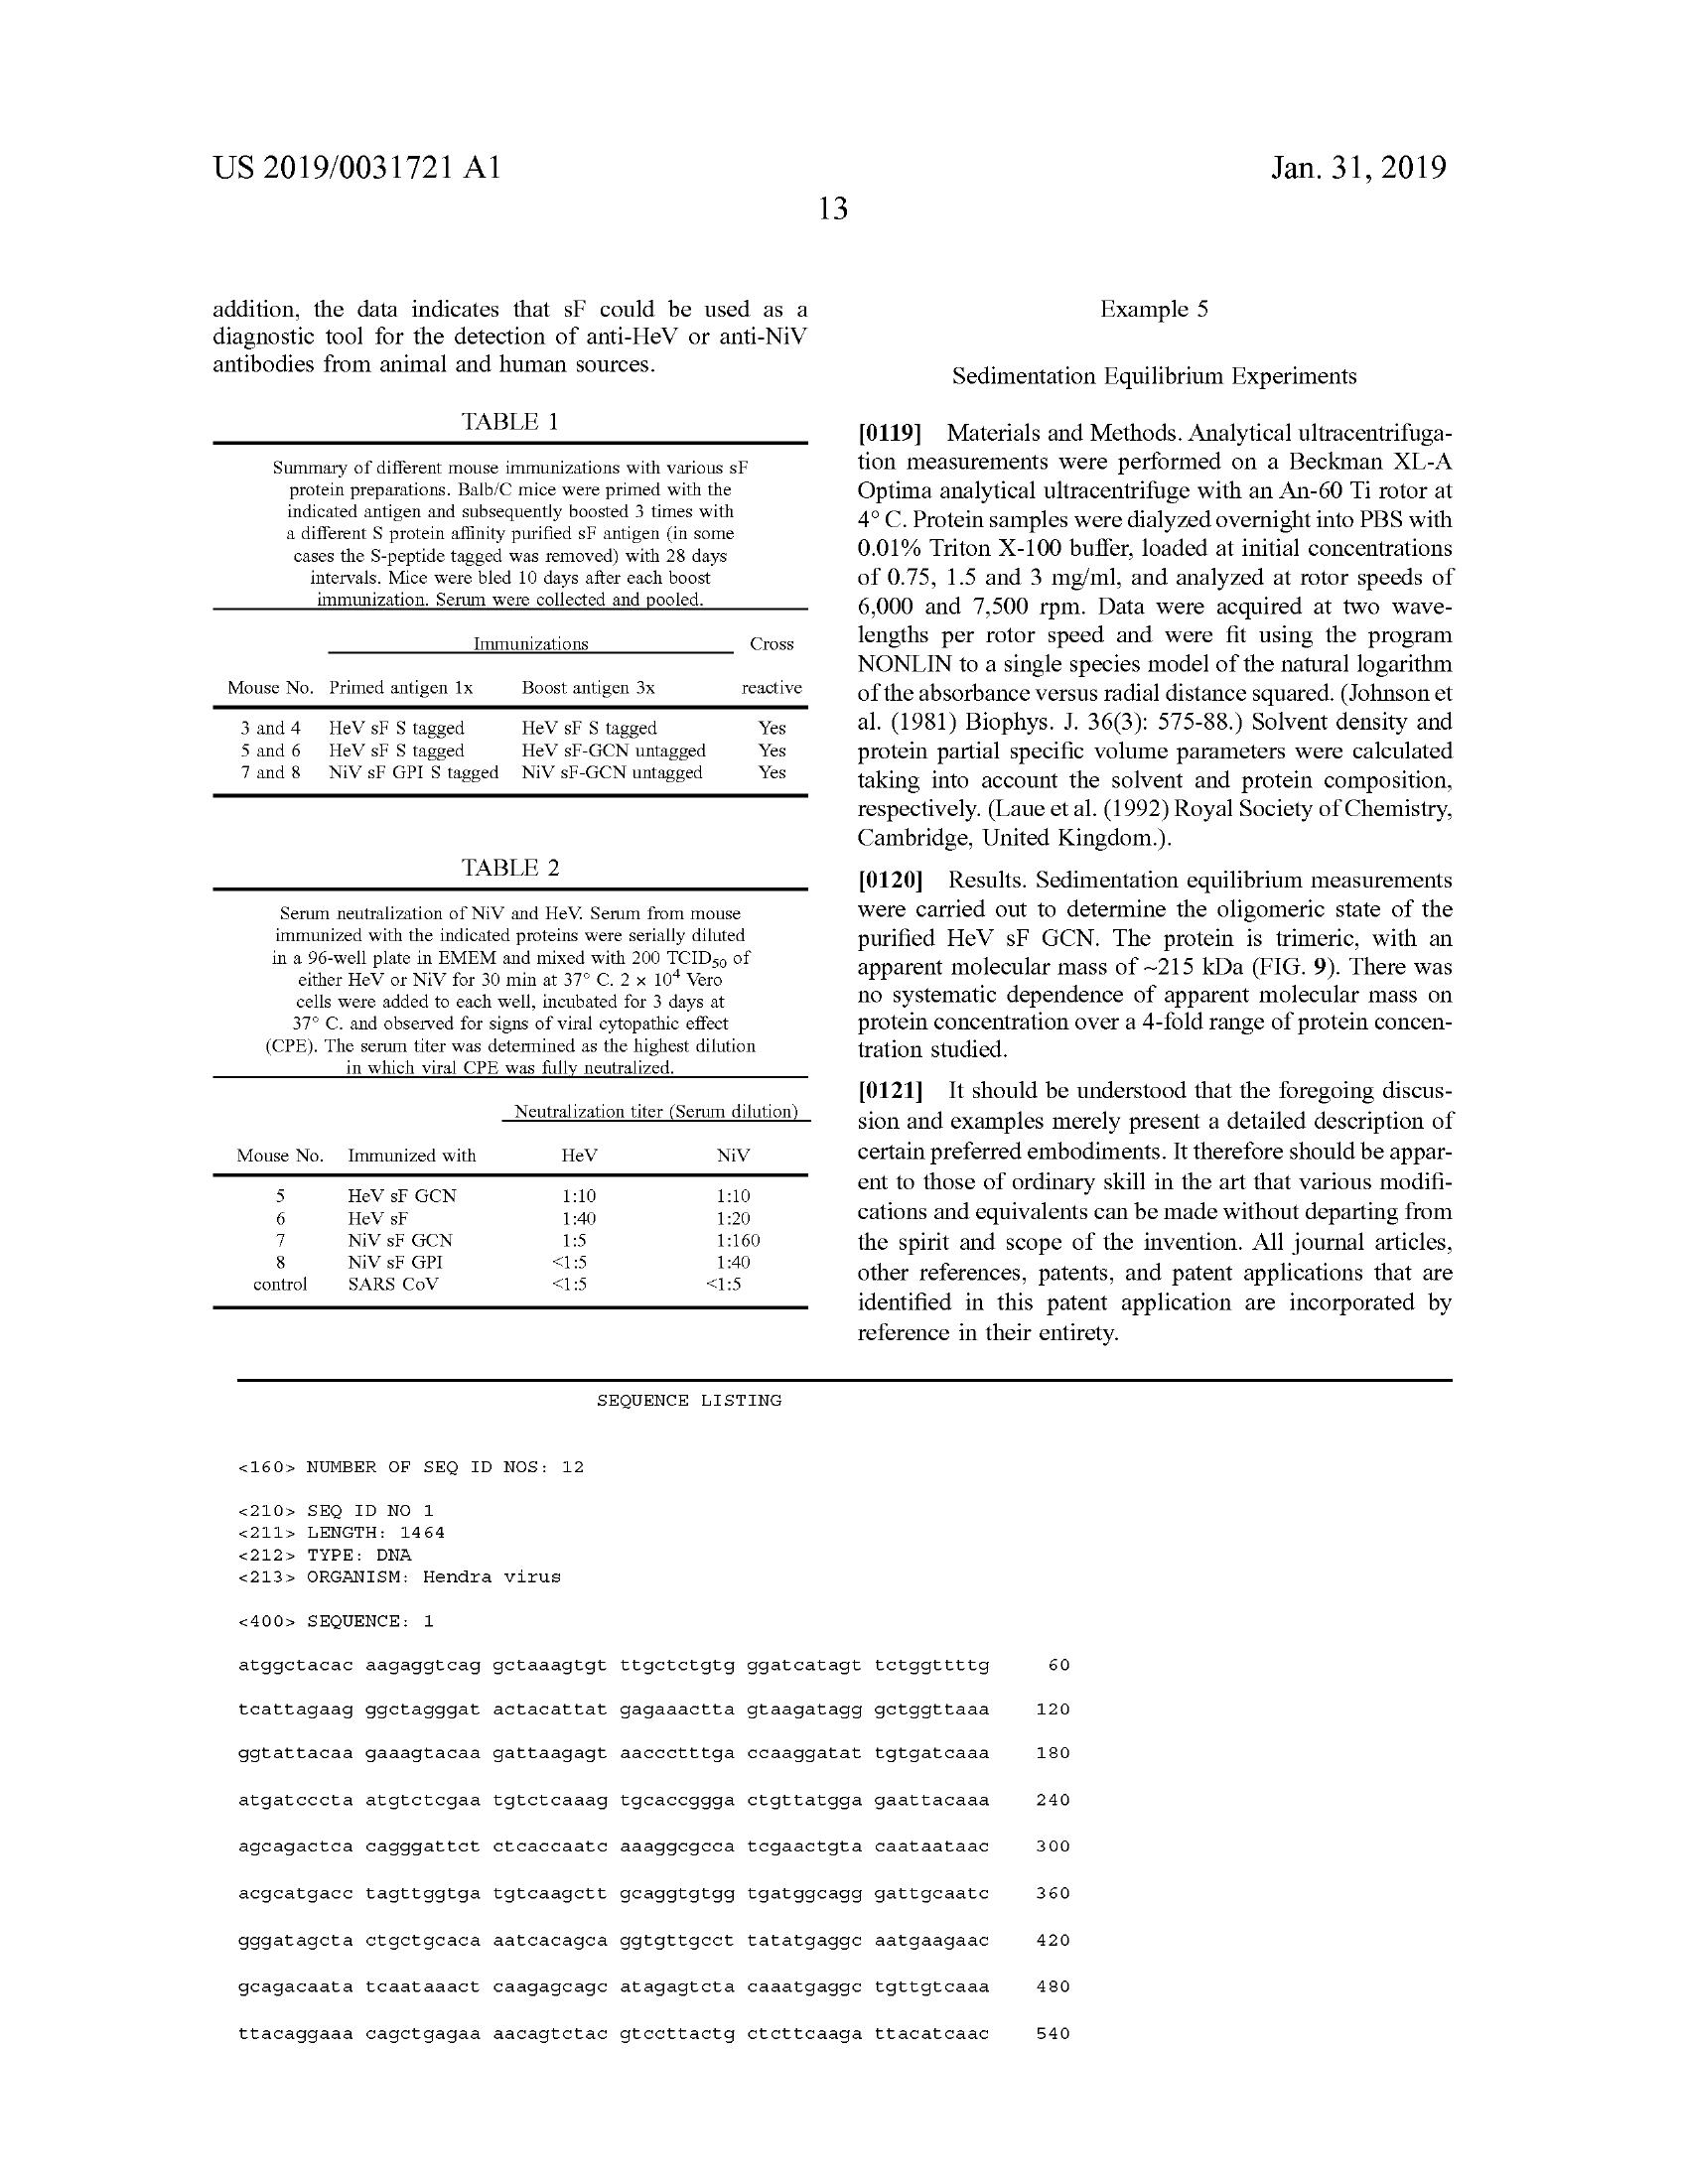 US 2019/0031721 A1
Jan. 31, 2019
13
addition, the data indicates that sF could be used as a
diagnostic tool for the detection of anti-HeV or anti-NiV
antibodies from animal and human sources.
TABLE 1
Summary of different mouse immunizations with various sF
protein preparations. Balb/C mice were primed with the
indicated antigen and subsequently boosted 3 times with
a different S protein affinity purified sF antigen (in some
cases the S-peptide tagged was removed) with 28 days
intervals. Mice were bled 10 days after each boost
immunization. Serum were collected and pooled.
Immunizations Cross
Mouse No. Primed antigen 1x Boost antigen 3x reactive
3 and 4 HeV sF S tagged HeV sF S tagged Yes
5 and 6 HeV sF S tagged HeV sF-GCN untagged Yes
7 and 8 NiV sF GPI S tagged NiV sF-GCN untagged Yes
TABLE 2
Serum neutralization of NiV and HeV. Serum from mouse
immunized with the indicated proteins were serially diluted
in a 96-well plate in EMEM and mixed with 200 TCID50 of
either HeV or NiV for 30 min at 37° C. 2 x 10⁴ Vero
cells were added to each well, incubated for 3 days at
37° C. and observed for signs of viral cytopathic effect
(CPE). The serum titer was determined as the highest dilution
in which viral CPE was fully neutralized.
Neutralization titer (Serum dilution)
Mouse No. Immunized with HeV NiV
5 HeV sF GCN 1:10 1:10
6 HeV sF 1:40 1:20
7 NiV sF GCN 1:5 1:160
8 NiV sF GPI <1:5 1:40
control SARS CoV <1:5 <1:5
Example 5
Sedimentation Equilibrium Experiments
[0119] Materials and Methods. Analytical ultracentrifuga-
tion measurements were performed on a Beckman XL-A
Optima analytical ultracentrifuge with an An-60 Ti rotor at
4° C. Protein samples were dialyzed overnight into PBS with
0.01% Triton X-100 buffer, loaded at initial concentrations
of 0.75, 1.5 and 3 mg/ml, and analyzed at rotor speeds of
6,000 and 7,500 rpm. Data were acquired at two wave-
lengths per rotor speed and were fit using the program
NONLIN to a single species model of the natural logarithm
of the absorbance versus radial distance squared. (Johnson et
al. (1981) Biophys. J. 36(3): 575-88.) Solvent density and
protein partial specific volume parameters were calculated
taking into account the solvent and protein composition,
respectively. (Laue et al. (1992) Royal Society of Chemistry,
Cambridge, United Kingdom.).
[0120] Results. Sedimentation equilibrium measurements
were carried out to determine the oligomeric state of the
purified HeV sF GCN. The protein is trimeric, with an
apparent molecular mass of ~215 kDa (FIG. 9). There was
no systematic dependence of apparent molecular mass on
protein concentration over a 4-fold range of protein concen-
tration studied.
[0121] It should be understood that the foregoing discus-
sion and examples merely present a detailed description of
certain preferred embodiments. It therefore should be appar-
ent to those of ordinary skill in the art that various modifi-
cations and equivalents can be made without departing from
the spirit and scope of the invention. All journal articles,
other references, patents, and patent applications that are
identified in this patent application are incorporated by
reference in their entirety.
SEQUENCE LISTING
<160> NUMBER OF SEQ ID NOS: 12
<210> SEQ ID NO 1
<211> LENGTH: 1464
<212> TYPE: DNA
<213> ORGANISM: Hendra virus
<400> SEQUENCE: 1
atggctacac aagaggtcag gctaaagtgt ttgctctgtg ggatcatagt tctggttttg 60
tcattagaag ggctagggat actacattat gagaaactta gtaagatagg gctggttaaa 120
ggtattacaa gaaagtacaa gattaagagt aaccctttga ccaaggatat tgtgatcaaa 180
atgatcccta atgtctcgaa tgtctcaaag tgcaccggga ctgttatgga gaattacaaa 240
agcagactca cagggattct ctcaccaatc aaaggcgcca tcgaactgta caataataac 300
acgcatgacc tagttggtga tgtcaagctt gcaggtgtgg tgatggcagg gattgcaatc 360
gggatagcta ctgctgcaca aatcacagca ggtgttgcct tatatgaggc aatgaagaac 420
gcagacaata tcaataaact caagagcagc atagagtcta caaatgaggc tgttgtcaaa 480
ttacaggaaa cagctgagaa aacagtctac gtccttactg ctcttcaaga ttacatcaac 540